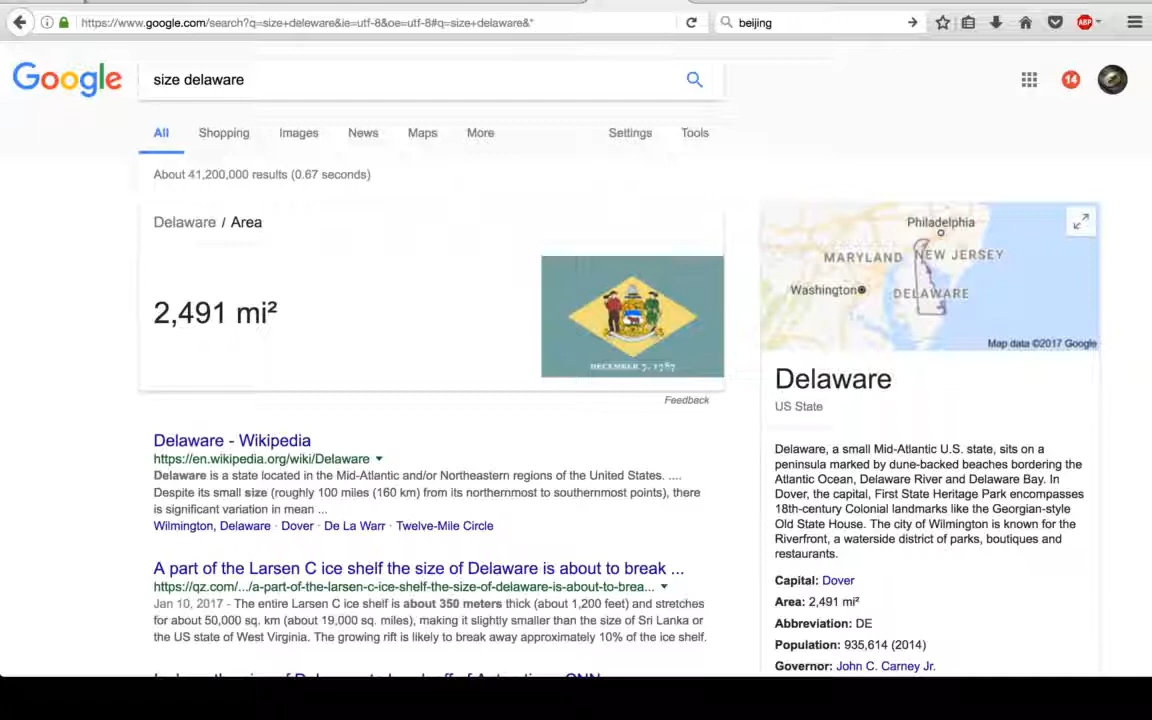 https://www.google.com/search?q=size+deleware&ie=utf-8&oe=utf-8#q=size+delaware&*
beijing
ABP
Google
size delaware
14
All Shopping Images News Maps More Settings Tools
About 41,200,000 results (0.67 seconds)
Delaware / Area
2,491 mi²
DECEMBER 7, 1787
Feedback
Delaware - Wikipedia
https://en.wikipedia.org/wiki/Delaware
Delaware is a state located in the Mid-Atlantic and/or Northeastern regions of the United States. ....
Despite its small size (roughly 100 miles (160 km) from its northernmost to southernmost points), there
is significant variation in mean ...
Wilmington, Delaware · Dover · De La Warr · Twelve-Mile Circle
A part of the Larsen C ice shelf the size of Delaware is about to break ...
https://qz.com/.../a-part-of-the-larsen-c-ice-shelf-the-size-of-delaware-is-about-to-brea...
Jan 10, 2017 - The entire Larsen C ice shelf is about 350 meters thick (about 1,200 feet) and stretches
for about 50,000 sq. km (about 19,000 sq. miles), making it slightly smaller than the size of Sri Lanka or
the US state of West Virginia. The growing rift is likely to break away approximately 10% of the ice shelf.
Philadelphia
MARYLAND NEW JERSEY
Washington
DELAWARE
Map data ©2017 Google
Delaware
US State
Delaware, a small Mid-Atlantic U.S. state, sits on a
peninsula marked by dune-backed beaches bordering the
Atlantic Ocean, Delaware River and Delaware Bay. In
Dover, the capital, First State Heritage Park encompasses
18th-century Colonial landmarks like the Georgian-style
Old State House. The city of Wilmington is known for the
Riverfront, a waterside district of parks, boutiques and
restaurants.
Capital: Dover
Area: 2,491 mi²
Abbreviation: DE
Population: 935,614 (2014)
Governor: John C. Carney Jr.